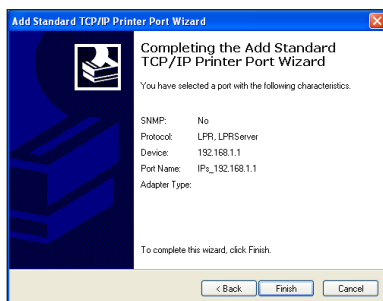 Add Standard TCP/IP Printer Port Wizard
Completing the Add Standard
TCP/IP Printer Port Wizard
You have selected a port with the following characteristics.
SNMP: No
Protocol: LPR, LPRServer
Device: 192.168.1.1
Port Name: IPs_192.168.1.1
Adapter Type:
To complete this wizard, click Finish.
< Back Finish Cancel